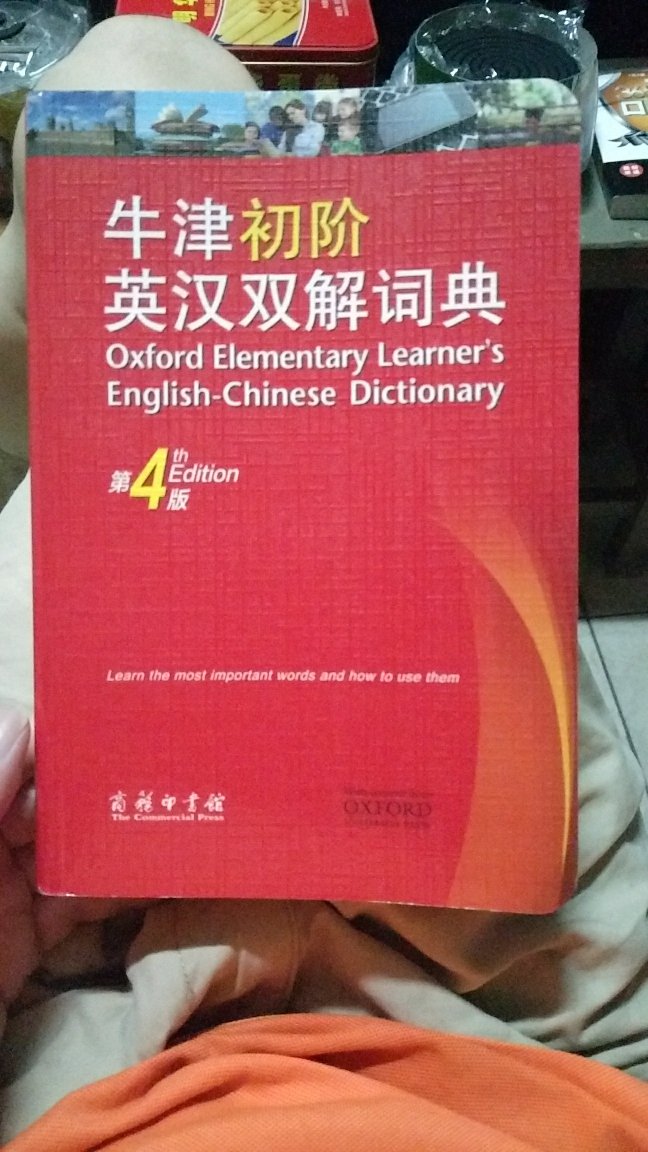 牛津初阶
英汉双解词典
Oxford Elementary Learner's
English-Chinese Dictionary
第4th Edition版
Learn the most important words and how to use them
商务印书馆
The Commercial Press
OXFORD